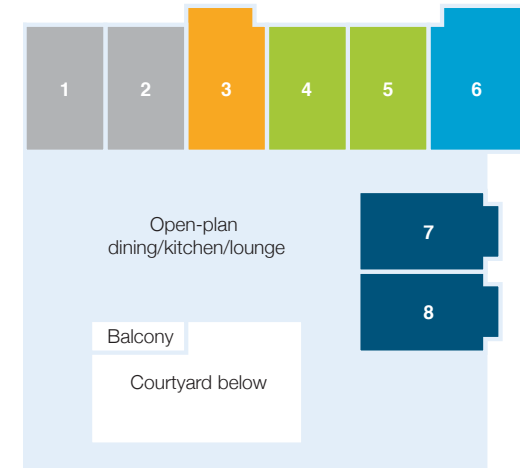 1 2 3 4 5 6
Open-plan
dining/kitchen/lounge
7
8
Balcony
Courtyard below